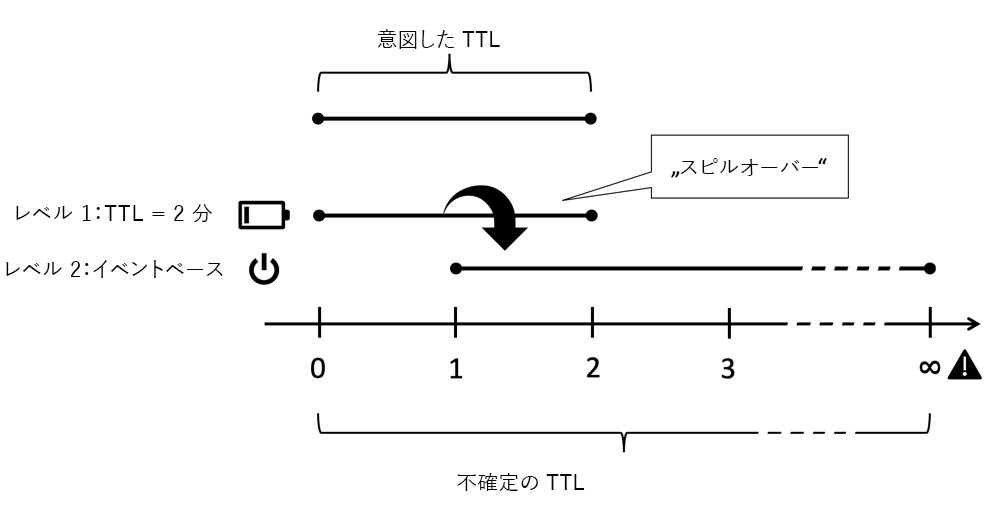 意図した TTL
„スピルオーバー“
レベル 1：TTL = 2 分
レベル 2：イベントベース
0 1 2 3 ∞
不確定の TTL